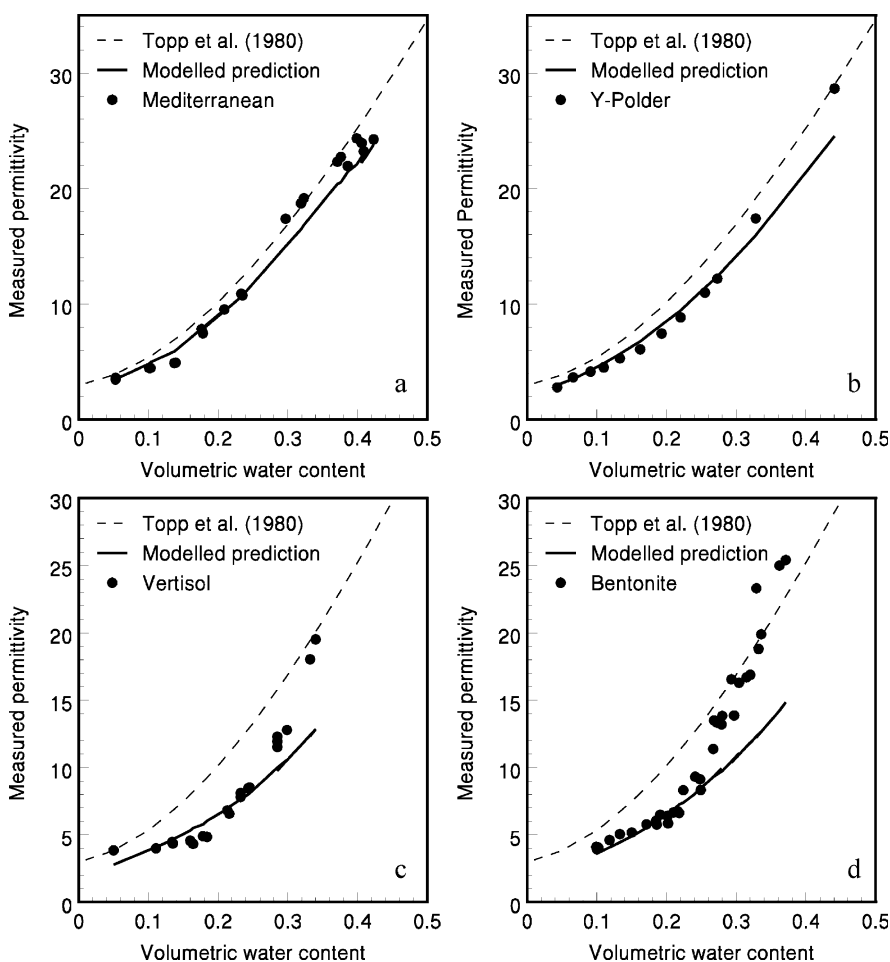 Topp et al. (1980)
Modelled prediction
Mediterranean
Measured permittivity
30
20
10
0
0
0.1
0.2
0.3
0.4
0.5
Volumetric water content
a
Topp et al. (1980)
Modelled prediction
Y-Polder
Measured Permittivity
30
20
10
0
0
0.1
0.2
0.3
0.4
0.5
Volumetric water content
b
Topp et al. (1980)
Modelled prediction
Vertisol
Measured permittivity
30
25
20
15
10
5
0
0
0.1
0.2
0.3
0.4
0.5
Volumetric water content
c
Topp et al. (1980)
Modelled prediction
Bentonite
Measured permittivity
30
25
20
15
10
5
0
0
0.1
0.2
0.3
0.4
0.5
Volumetric water content
d